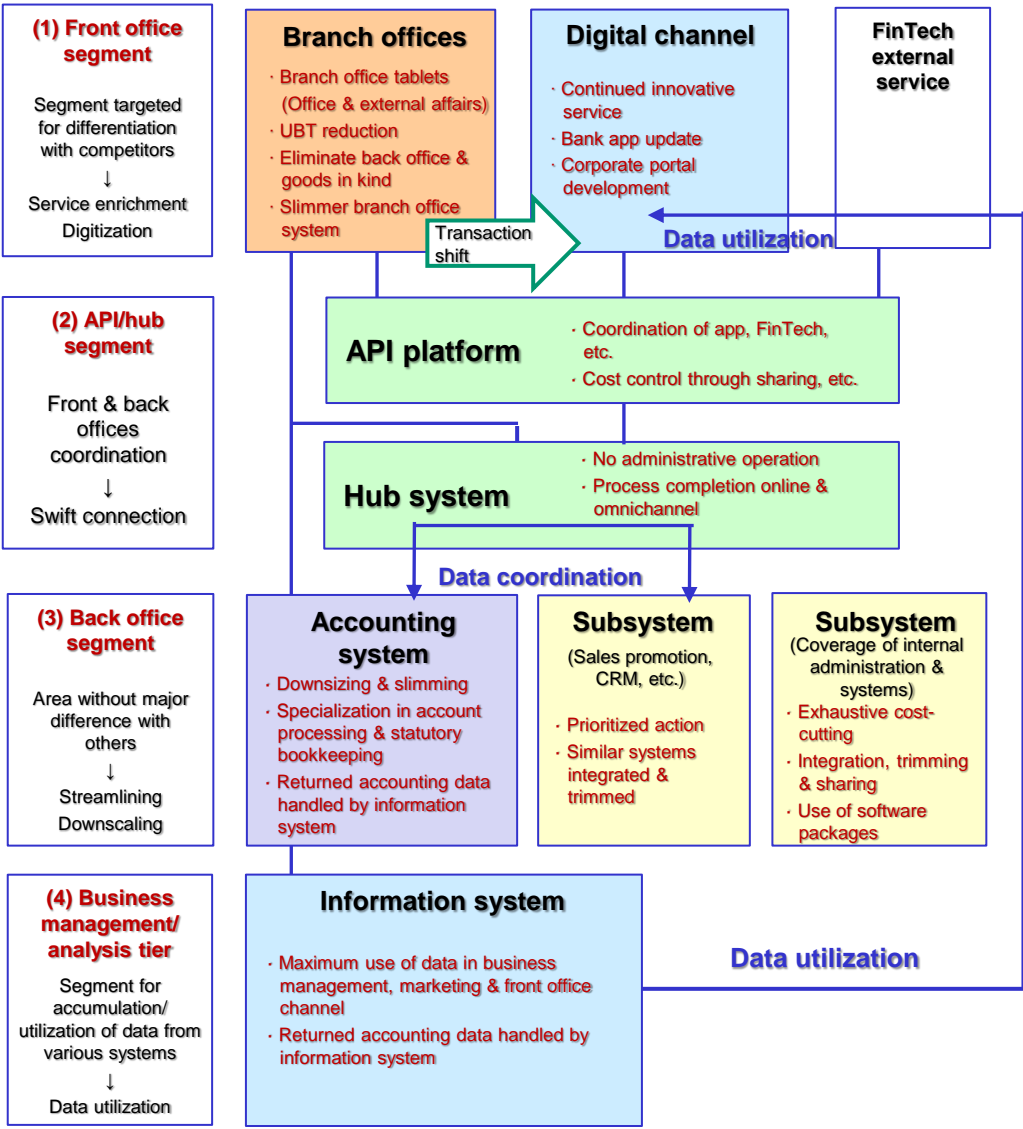 (1) Front office
segment
Segment targeted
for differentiation
with competitors
↓
Service enrichment
Digitization
Branch offices
· Branch office tablets
(Office & external affairs)
· UBT reduction
· Eliminate back office &
goods in kind
· Slimmer branch office
system
Transaction
shift
Digital channel
· Continued innovative
service
· Bank app update
· Corporate portal
development
Data utilization
FinTech
external
service
(2) API/hub
segment
Front & back
offices
coordination
↓
Swift connection
API platform
· Coordination of app, FinTech,
etc.
· Cost control through sharing, etc.
Hub system
· No administrative operation
· Process completion online &
omnichannel
Data coordination
(3) Back office
segment
Area without major
difference with
others
↓
Streamlining
Downscaling
Accounting
system
· Downsizing & slimming
· Specialization in account
processing & statutory
bookkeeping
· Returned accounting data
handled by information
system
Subsystem
(Sales promotion,
CRM, etc.)
· Prioritized action
· Similar systems
integrated &
trimmed
Subsystem
(Coverage of internal
administration &
systems)
· Exhaustive cost-
cutting
· Integration, trimming
& sharing
· Use of software
packages
(4) Business
management/
analysis tier
Segment for
accumulation/
utilization of data from
various systems
↓
Data utilization
Information system
· Maximum use of data in business
management, marketing & front office
channel
· Returned accounting data handled by
information system
Data utilization